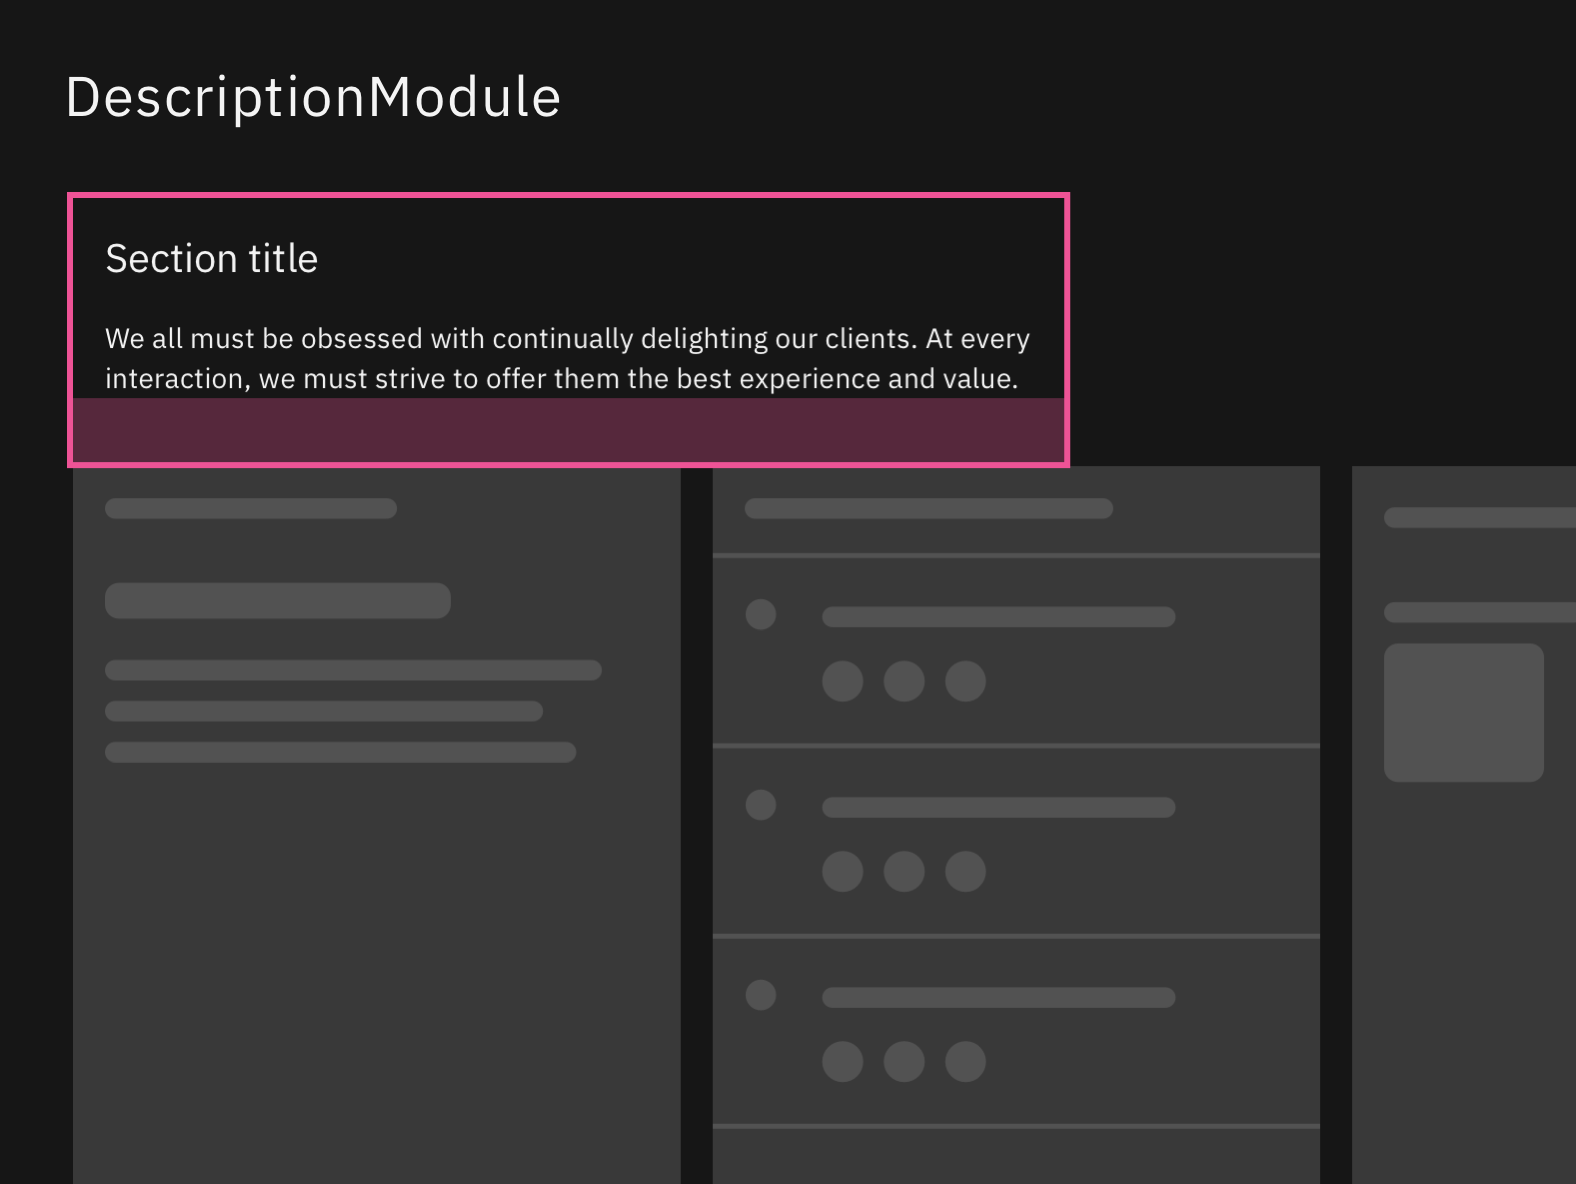 DescriptionModule
Section title
We all must be obsessed with continually delighting our clients. At every
interaction, we must strive to offer them the best experience and value.